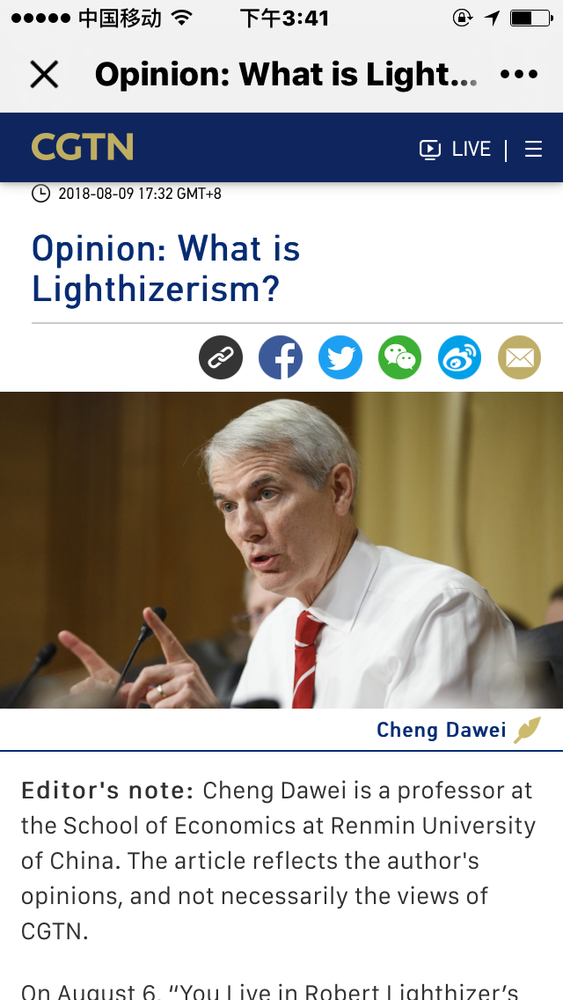 中国移动 下午3:41
Opinion: What is Light...
CGTN LIVE
2018-08-09 17:32 GMT+8
Opinion: What is
Lighthizerism?
Cheng Dawei
Editor's note: Cheng Dawei is a professor at
the School of Economics at Renmin University
of China. The article reflects the author's
opinions, and not necessarily the views of
CGTN.
On August 6, “You Live in Robert Lighthizer’s